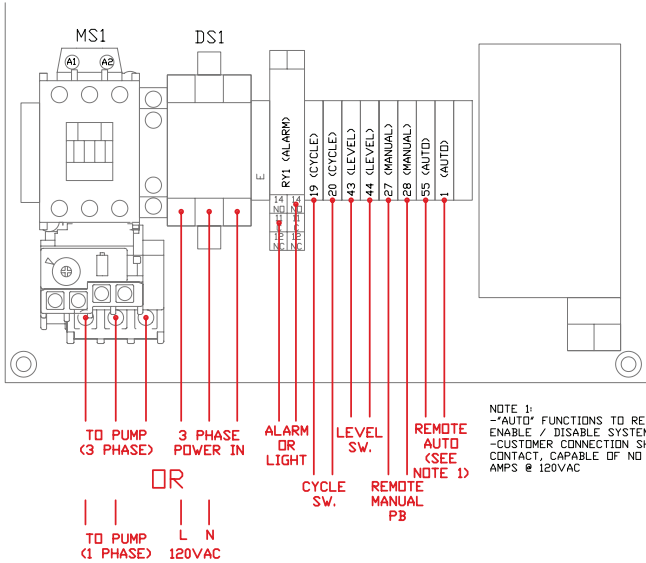 MS1
DS1
A1
A2
E
RY1 (ALARM)
19 (CYCLE)
20 (CYCLE)
43 (LEVEL)
44 (LEVEL)
27 (MANUAL)
28 (MANUAL)
55 (AUTO)
1 (AUTO)
14 14
NO NO
11 11
C C
12 12
NC NC
TO PUMP
(3 PHASE)
3 PHASE
POWER IN
ALARM
OR
LIGHT
LEVEL
SW.
REMOTE
AUTO
(SEE
NOTE 1)
CYCLE
SW.
REMOTE
MANUAL
PB
OR
TO PUMP
(1 PHASE)
L N
120VAC
NOTE 1:
-"AUTO" FUNCTIONS TO RE
ENABLE / DISABLE SYSTEM
-CUSTOMER CONNECTION SH
CONTACT, CAPABLE OF NO
AMPS @ 120VAC